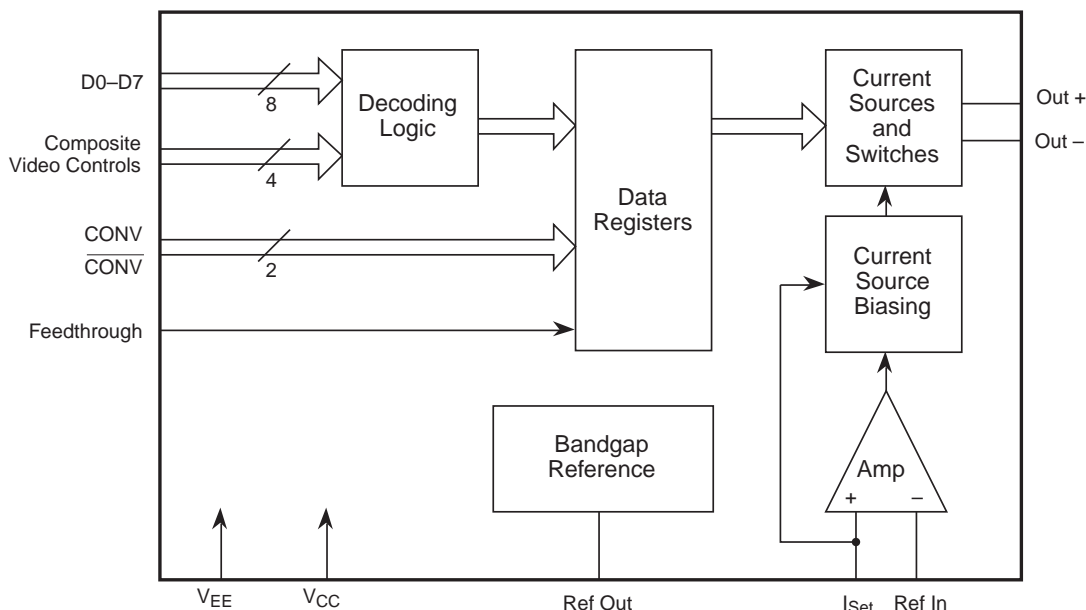 D0–D7
8
Composite
Video Controls
4
CONV
CONV
2
Feedthrough
Decoding
Logic
Data
Registers
Current
Sources
and
Switches
Out +
Out –
Current
Source
Biasing
Bandgap
Reference
Amp
+ –
VEE
VCC
Ref Out
ISet
Ref In